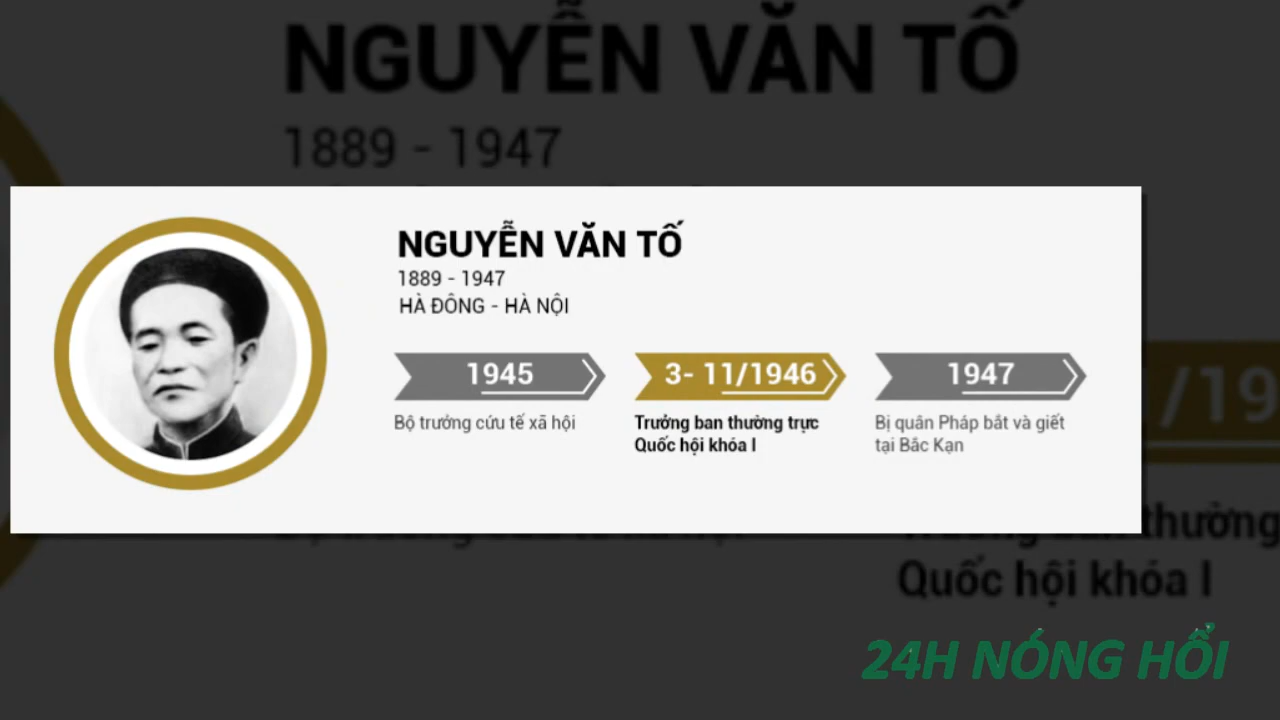 NGUYỄN VĂN TỐ
1889 - 1947
NGUYỄN VĂN TỐ
1889 - 1947
HÀ ĐÔNG - HÀ NỘI
1945
3- 11/1946
1947
Bộ trưởng cứu tế xã hội
Trưởng ban thường trực
Quốc hội khóa I
Bị quân Pháp bắt và giết
tại Bắc Kạn
/19
thường
Quốc hội khóa I
24H NÓNG HỔI